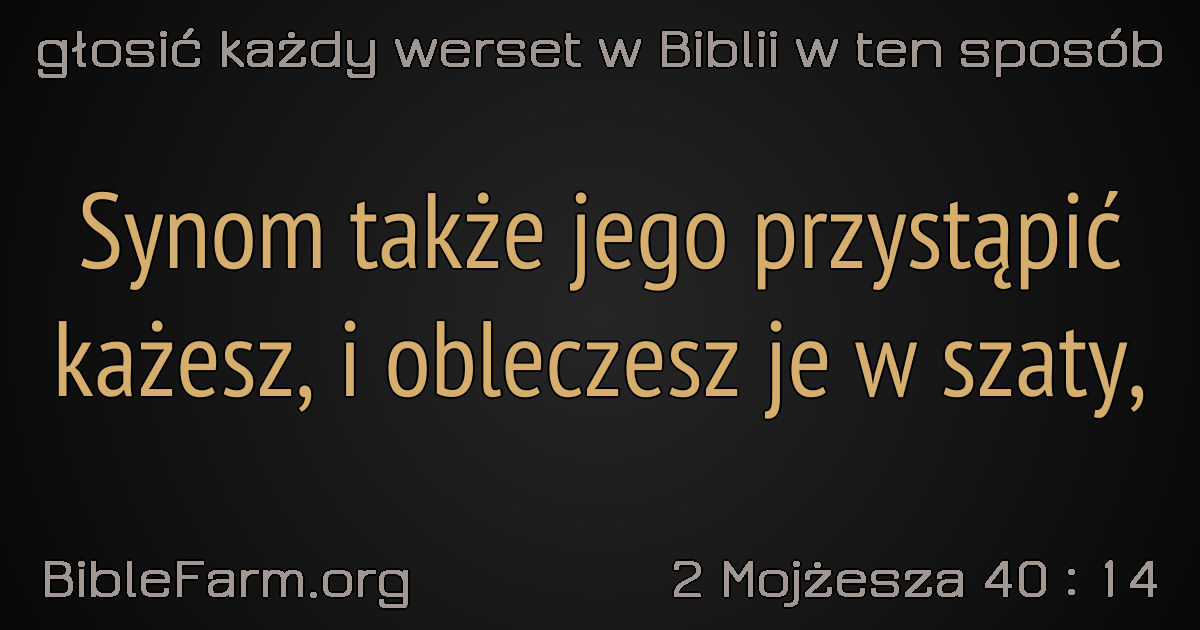 głosić każdy werset w Biblii w ten sposób
Synom także jego przystąpić
każesz, i obleczesz je w szaty,
BibleFarm.org
2 Mojżesza 40 : 14